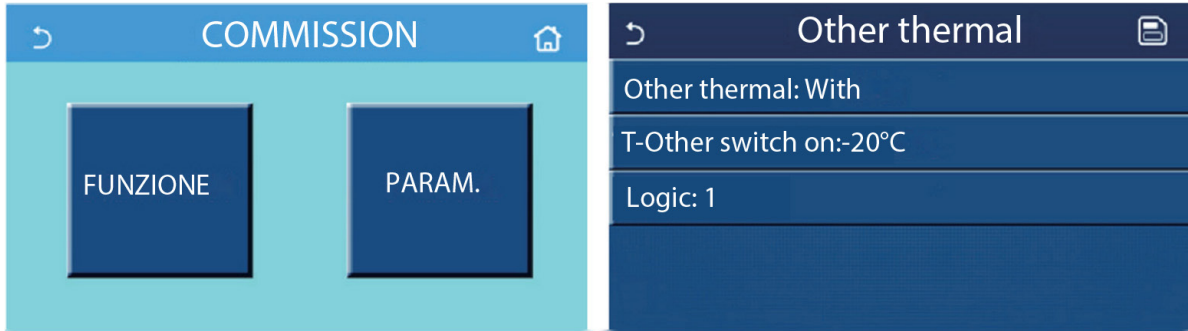 COMMISSION
FUNZIONE
PARAM.
Other thermal
Other thermal: With
T-Other switch on:-20°C
Logic: 1